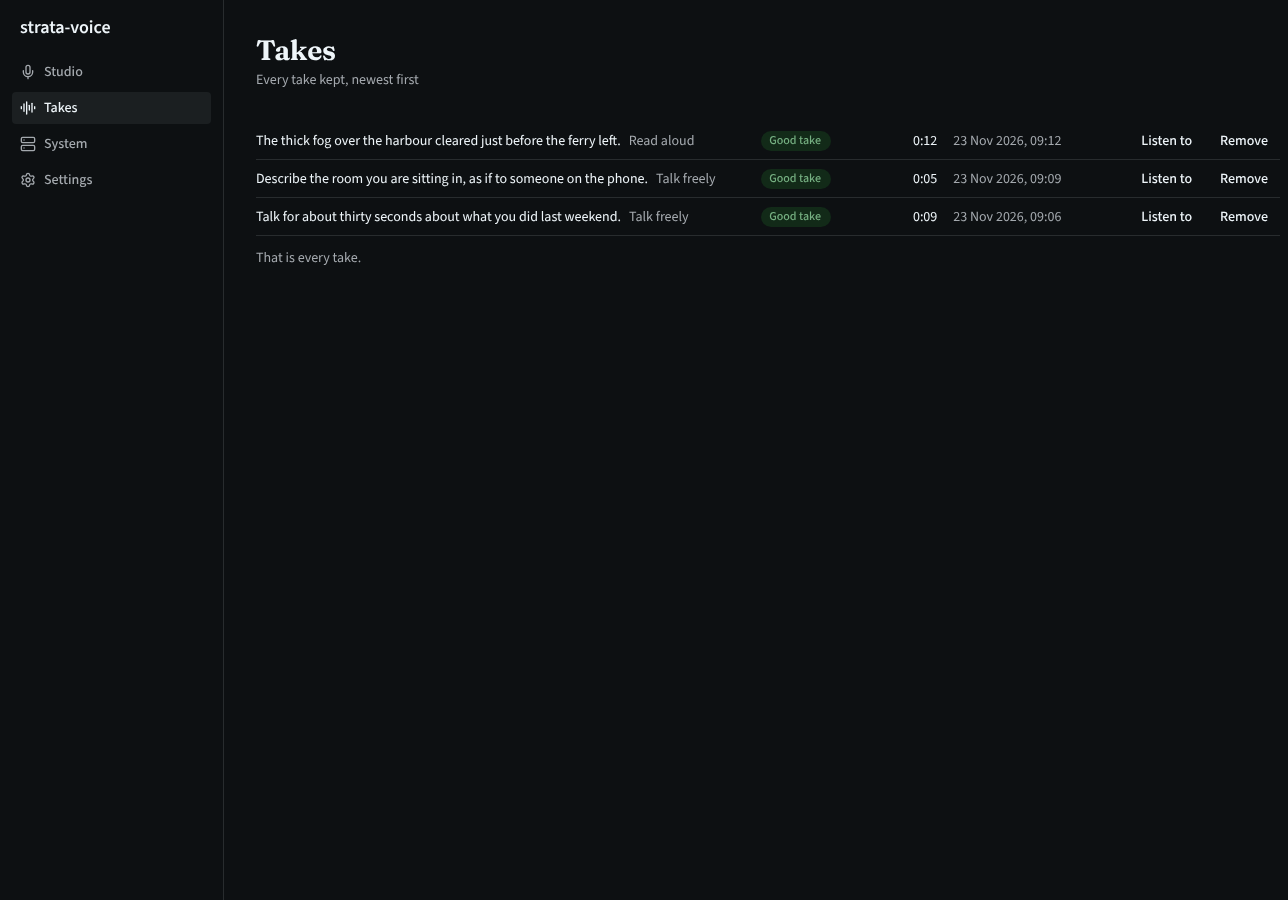 strata-voice
Studio
Takes
System
Settings
Takes
Every take kept, newest first
The thick fog over the harbour cleared just before the ferry left. Read aloud Good take 0:12 23 Nov 2026, 09:12 Listen to Remove
Describe the room you are sitting in, as if to someone on the phone. Talk freely Good take 0:05 23 Nov 2026, 09:09 Listen to Remove
Talk for about thirty seconds about what you did last weekend. Talk freely Good take 0:09 23 Nov 2026, 09:06 Listen to Remove
That is every take.